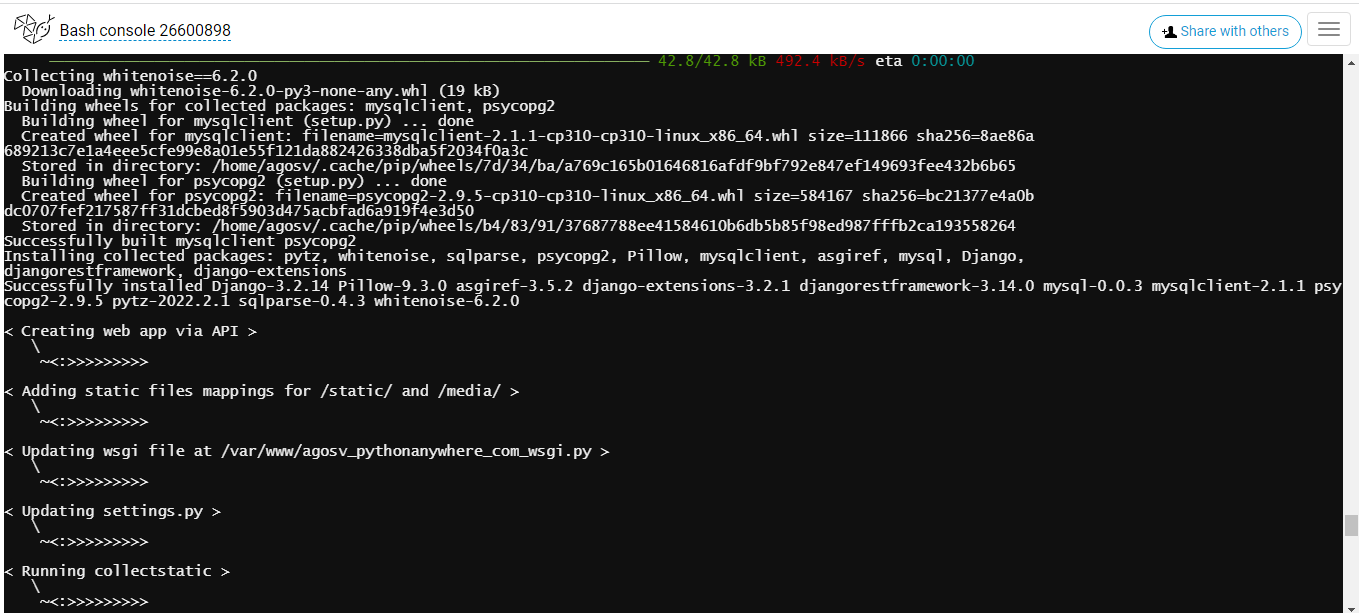 Bash console 26600898
Share with others
42.8/42.8 kB 492.4 kB/s eta 0:00:00
Collecting whitenoise==6.2.0
  Downloading whitenoise-6.2.0-py3-none-any.whl (19 kB)
Building wheels for collected packages: mysqlclient, psycopg2
  Building wheel for mysqlclient (setup.py) ... done
  Created wheel for mysqlclient: filename=mysqlclient-2.1.1-cp310-cp310-linux_x86_64.whl size=111866 sha256=8ae86a
689213c7e1a4eee5cfe99e8a01e55f121da882426338dba5f2034f0a3c
  Stored in directory: /home/agosv/.cache/pip/wheels/7d/34/ba/a769c165b01646816afdf9bf792e847ef149693fee432b6b65
  Building wheel for psycopg2 (setup.py) ... done
  Created wheel for psycopg2: filename=psycopg2-2.9.5-cp310-cp310-linux_x86_64.whl size=584167 sha256=bc21377e4a0b
dc0707fef217587ff31dcbed8f5903d475acbfad6a919f4e3d50
  Stored in directory: /home/agosv/.cache/pip/wheels/b4/83/91/37687788ee41584610b6db5b85f98ed987fffb2ca193558264
Successfully built mysqlclient psycopg2
Installing collected packages: pytz, whitenoise, sqlparse, psycopg2, Pillow, mysqlclient, asgiref, mysql, Django,
djangorestframework, django-extensions
Successfully installed Django-3.2.14 Pillow-9.3.0 asgiref-3.5.2 django-extensions-3.2.1 djangorestframework-3.14.0 mysql-0.0.3 mysqlclient-2.1.1 psy
copg2-2.9.5 pytz-2022.2.1 sqlparse-0.4.3 whitenoise-6.2.0
< Creating web app via API >
   \
    ~<:>>>>>>>>>
< Adding static files mappings for /static/ and /media/ >
   \
    ~<:>>>>>>>>>
< Updating wsgi file at /var/www/agosv_pythonanywhere_com_wsgi.py >
   \
    ~<:>>>>>>>>>
< Updating settings.py >
   \
    ~<:>>>>>>>>>
< Running collectstatic >
   \
    ~<:>>>>>>>>>